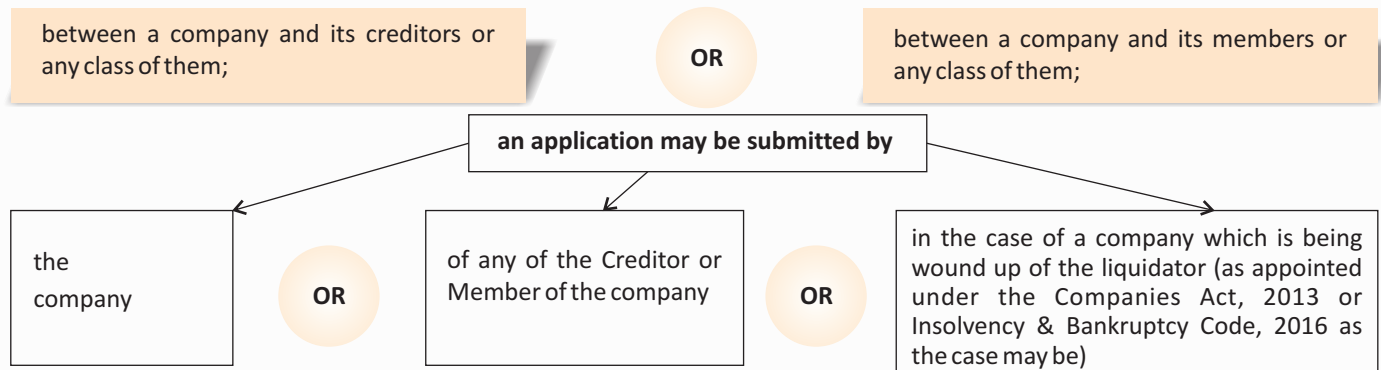 between a company and its creditors or
any class of them;
OR
between a company and its members or
any class of them;
an application may be submitted by
the
company
OR
of any of the Creditor or
Member of the company
OR
in the case of a company which is being
wound up of the liquidator (as appointed
under the Companies Act, 2013 or
Insolvency & Bankruptcy Code, 2016 as
the case may be)